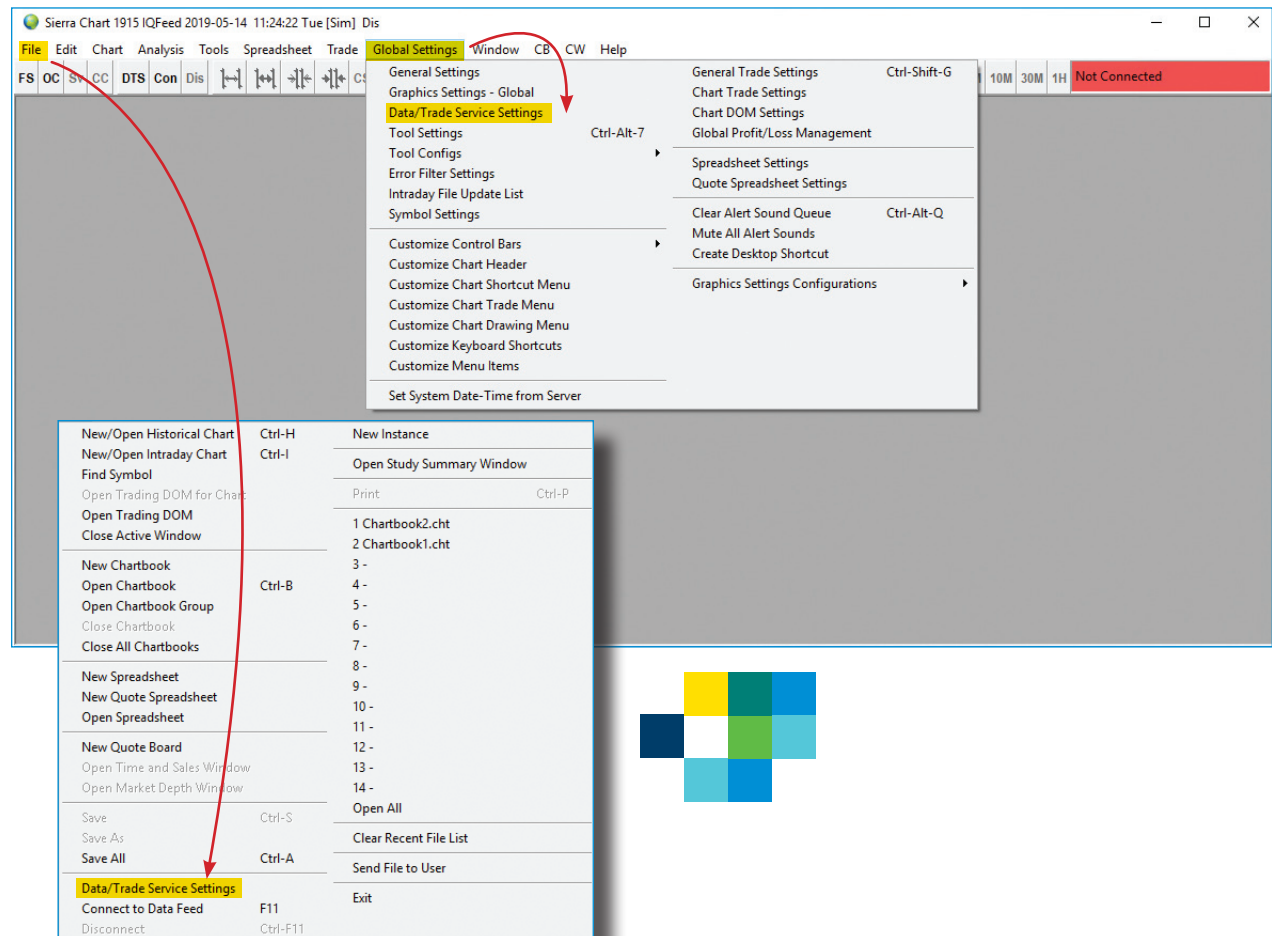 Sierra Chart 1915 IQFeed 2019-05-14 11:24:22 Tue [Sim] Dis
File Edit Chart Analysis Tools Spreadsheet Trade Global Settings Window CB CW Help
FS OC SV CC DTS Con Dis 10M 30M 1H Not Connected
General Settings
Graphics Settings - Global
Data/Trade Service Settings
Tool Settings Ctrl-Alt-7
Tool Configs
Error Filter Settings
Intraday File Update List
Symbol Settings
Customize Control Bars
Customize Chart Header
Customize Chart Shortcut Menu
Customize Chart Trade Menu
Customize Chart Drawing Menu
Customize Keyboard Shortcuts
Customize Menu Items
Set System Date-Time from Server
General Trade Settings Ctrl-Shift-G
Chart Trade Settings
Chart DOM Settings
Global Profit/Loss Management
Spreadsheet Settings
Quote Spreadsheet Settings
Clear Alert Sound Queue Ctrl-Alt-Q
Mute All Alert Sounds
Create Desktop Shortcut
Graphics Settings Configurations
New/Open Historical Chart Ctrl-H
New/Open Intraday Chart Ctrl-I
Find Symbol
Open Trading DOM for Chart
Open Trading DOM
Close Active Window
New Chartbook
Open Chartbook Ctrl-B
Open Chartbook Group
Close Chartbook
Close All Chartbooks
New Spreadsheet
New Quote Spreadsheet
Open Spreadsheet
New Quote Board
Open Time and Sales Window
Open Market Depth Window
Save Ctrl-S
Save As
Save All Ctrl-A
Data/Trade Service Settings
Connect to Data Feed F11
Disconnect Ctrl-F11
New Instance
Open Study Summary Window
Print Ctrl-P
1 Chartbook2.cht
2 Chartbook1.cht
3 -
4 -
5 -
6 -
7 -
8 -
9 -
10 -
11 -
12 -
13 -
14 -
Open All
Clear Recent File List
Send File to User
Exit